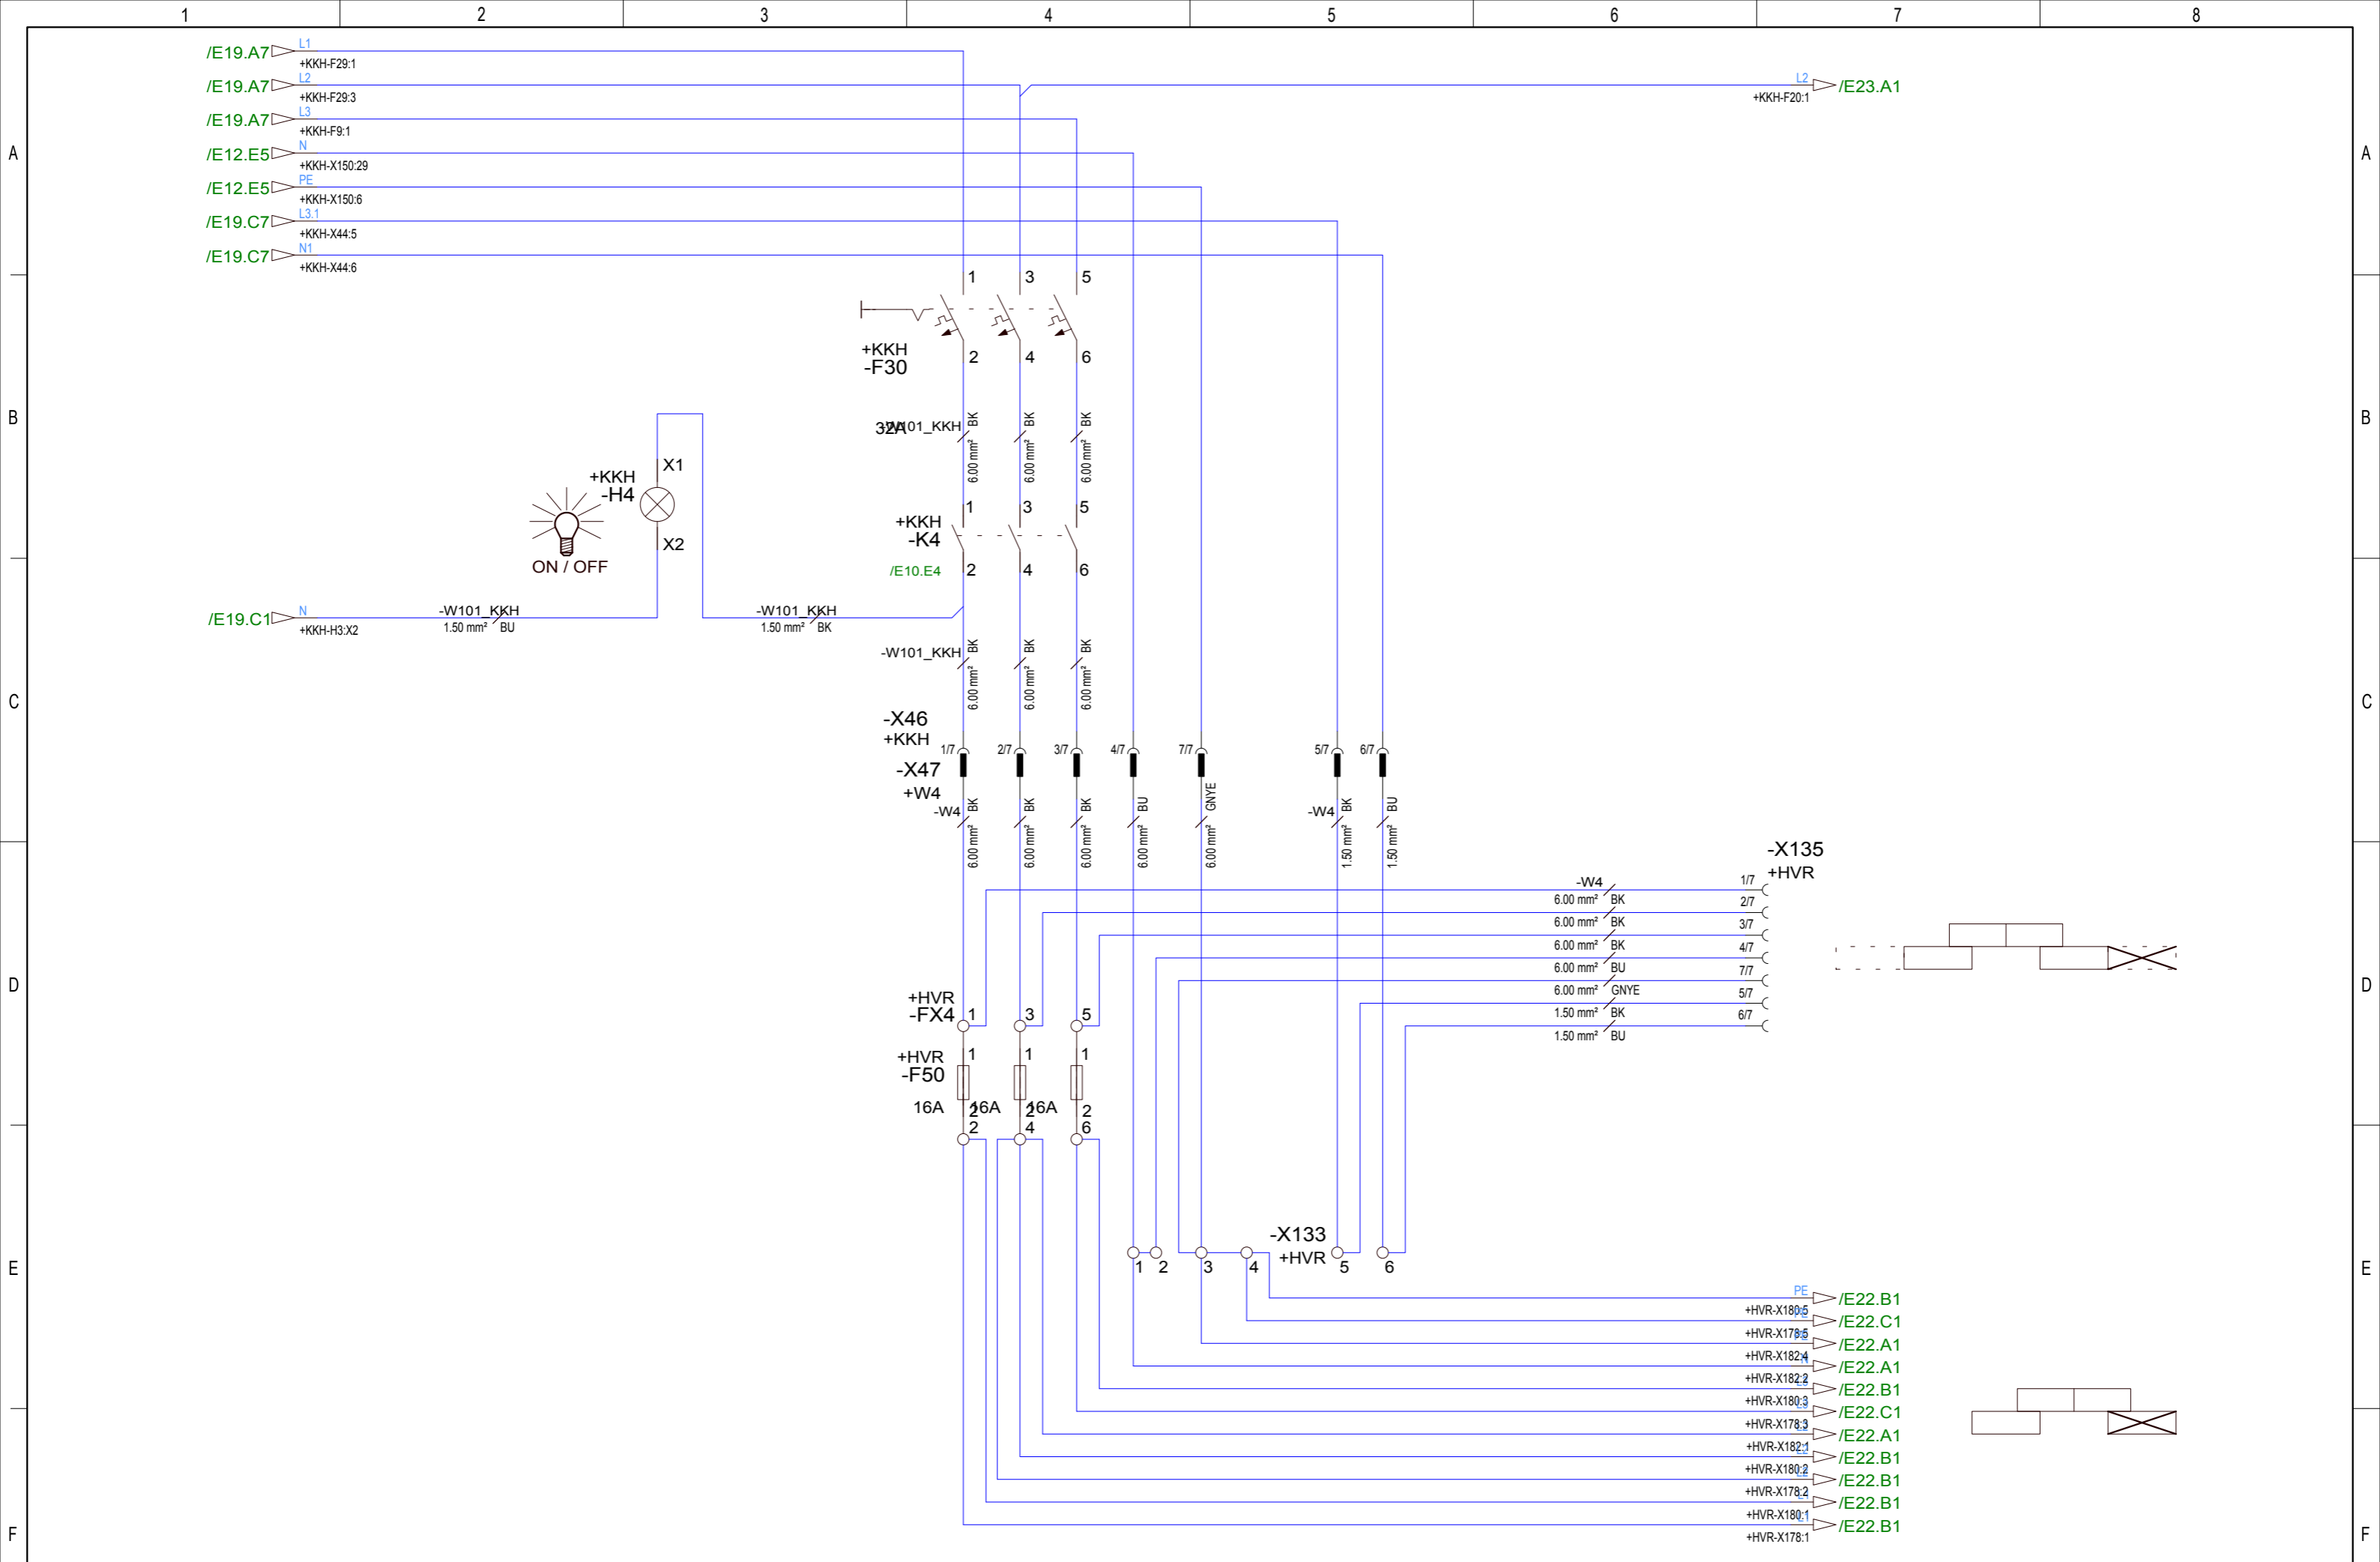 1 2 3 4 5 6 7 8
/E19.A7 L1
+KKH-F29:1
/E19.A7 L2
+KKH-F29:3
L2 /E23.A1
+KKH-F20:1
/E19.A7 L3
+KKH-F9:1
A /E12.E5 N A
+KKH-X150:29
/E12.E5 PE
+KKH-X150:6
/E19.C7 L3.1
+KKH-X44:5
/E19.C7 N1
+KKH-X44:6
1 3 5
+KKH
-F30
2 4 6
B B
32A -W101_KKH
BK BK BK
6.00 mm² 6.00 mm² 6.00 mm²
X1
+KKH
-H4
X2
ON / OFF
1 3 5
+KKH
-K4
/E10.E4
2 4 6
/E19.C1 N
+KKH-H3:X2
-W101_KKH
1.50 mm² BU
-W101_KKH
1.50 mm² BK
-W101_KKH
BK BK BK
6.00 mm² 6.00 mm² 6.00 mm²
C C
-X46
+KKH
1/7 2/7 3/7 4/7 7/7 5/7 6/7
-X47
+W4
-W4 BK BK BK BU GNYE -W4 BK BU
6.00 mm² 6.00 mm² 6.00 mm² 6.00 mm² 6.00 mm² 1.50 mm² 1.50 mm²
-X135
+HVR
-W4 1/7
6.00 mm² BK
2/7
6.00 mm² BK
3/7
6.00 mm² BK
4/7
6.00 mm² BU
7/7
6.00 mm² GNYE
5/7
1.50 mm² BK
6/7
1.50 mm² BU
D D
+HVR
-FX4
1 3 5
+HVR
-F50
1 1 1
16A 16A 16A
2 2 2
2 4 6
-X133
+HVR
1 2 3 4 5 6
E E
PE /E22.B1
+HVR-X180:5
PE /E22.C1
+HVR-X178:5
/E22.A1
+HVR-X182:4
N /E22.A1
+HVR-X182:2
L3 /E22.B1
+HVR-X180:3
L3 /E22.C1
+HVR-X178:3
L2 /E22.A1
+HVR-X182:1
L2 /E22.B1
+HVR-X180:2
L2 /E22.B1
+HVR-X178:2
L1 /E22.B1
+HVR-X180:1
L1 /E22.B1
+HVR-X178:1
F F